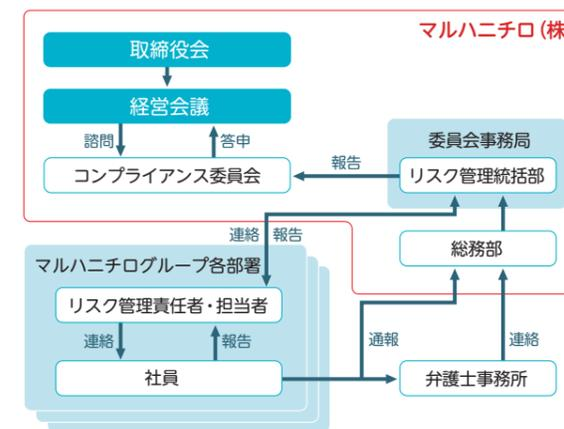 マルハニチロ(株
取締役会
経営会議
諮問
答申
コンプライアンス委員会
報告
委員会事務局
リスク管理統括部
連絡
報告
総務部
マルハニチログループ各部署
リスク管理責任者・担当者
連絡
報告
通報
連絡
社員
弁護士事務所